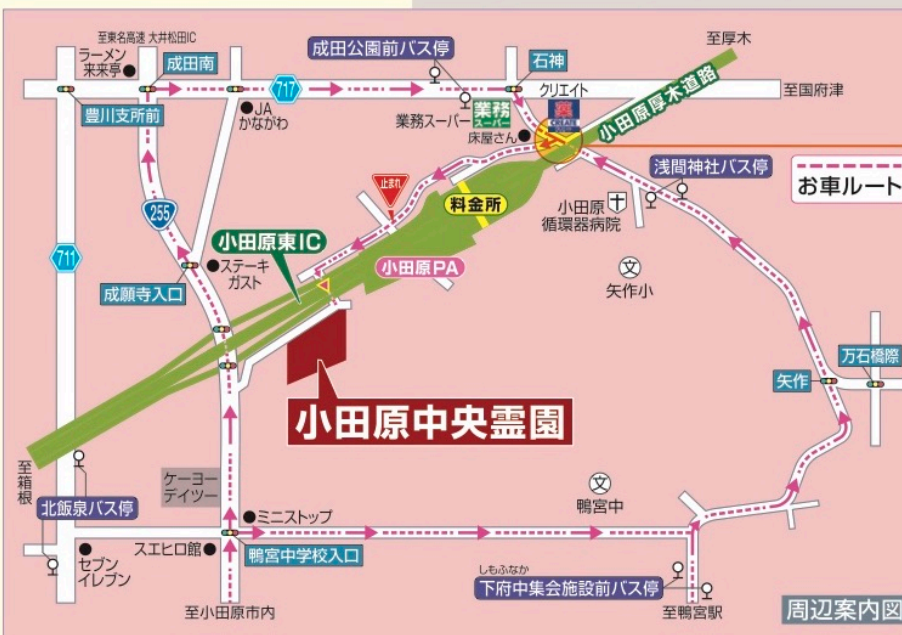 至東名高速 大井松田IC
ラーメン
来来亭
成田南
成田公園前バス停
石神
至厚木
717
クリエイト
至国府津
豊川支所前
JA
かながわ
業務スーパー
業務
スーパー
床屋さん
薬
CREATE
小田原厚木道路
止まれ
料金所
浅間神社バス停
お車ルート
小田原
循環器病院
255
小田原東IC
小田原PA
文
矢作小
711
ステーキ
ガスト
成願寺入口
万石橋際
矢作
小田原中央霊園
至箱根
ケーヨー
デイツー
文
鴨宮中
北飯泉バス停
ミニストップ
セブン
イレブン
スエヒロ館
鴨宮中学校入口
しもふなか
下府中集会施設前バス停
至小田原市内
至鴨宮駅
周辺案内図